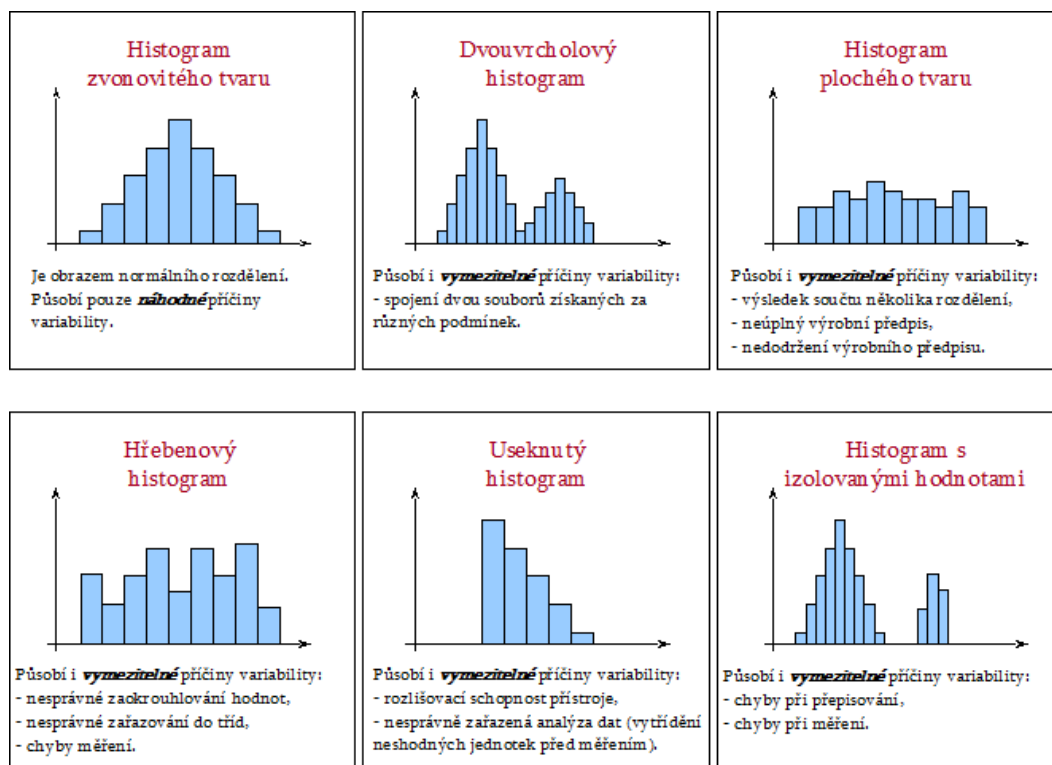 Histogram
zvonovitého tvaru
Je obrazem normálního rozdělení.
Působí pouze náhodné příčiny
variability.
Dvouvrcholový
histogram
Působí i vymezitelné příčiny variability:
- spojení dvou souborů získaných za
různých podmínek.
Histogram
plochého tvaru
Působí i vymezitelné příčiny variability:
- výsledek součtu několika rozdělení,
- neúplný výrobní předpis,
- nedodržení výrobního předpisu.
Hřebenový
histogram
Působí i vymezitelné příčiny variability:
- nesprávné zaokrouhlování hodnot,
- nesprávné zařazování do tříd,
- chyby měření.
Useknutý
histogram
Působí i vymezitelné příčiny variability:
- rozlišovací schopnost přístroje,
- nesprávně zařazená analýza dat (vytřídění
neshodných jednotek před měřením).
Histogram s
izolovanými hodnotami
Působí i vymezitelné příčiny variability:
- chyby při přepisování,
- chyby při měření.